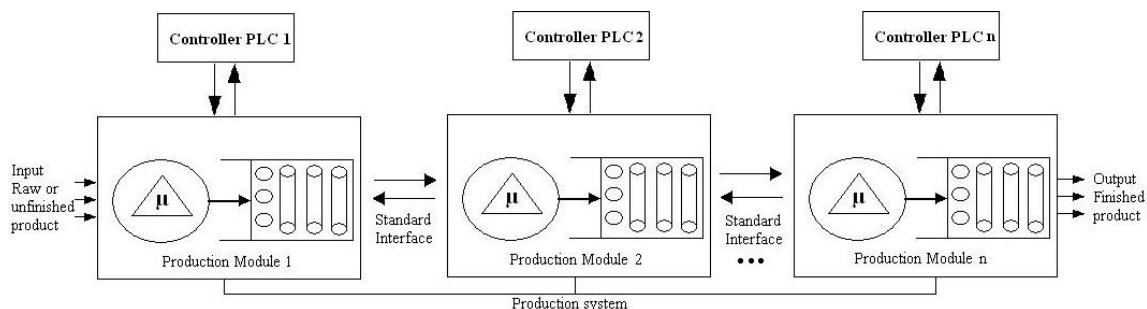 Controller PLC 1
Controller PLC 2
Controller PLC n
Input
Raw or
unfinished
product
μ
Production Module 1
Standard
Interface
μ
Production Module 2
Standard
Interface
•••
μ
Production Module n
Output
Finished
product
Production system